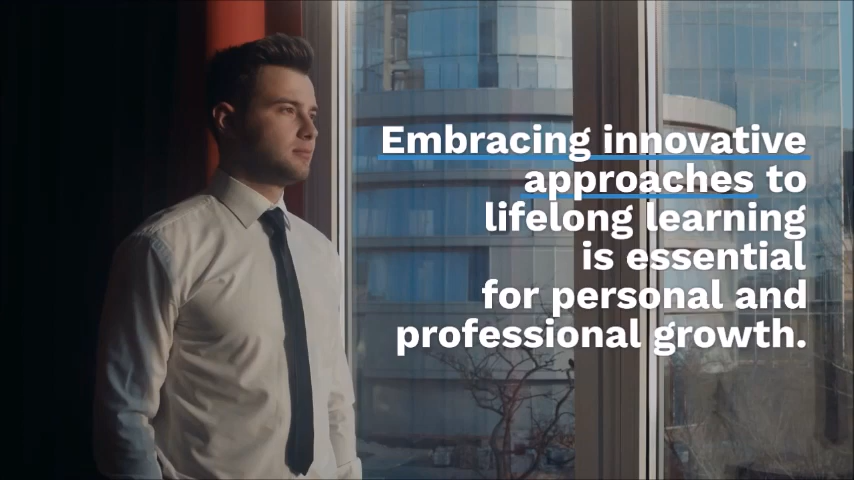 Embracing innovative
approaches to
lifelong learning
is essential
for personal and
professional growth.